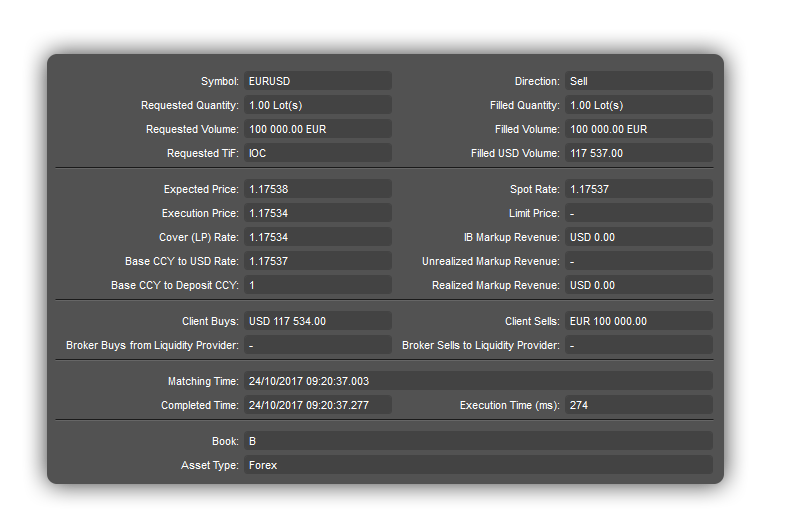 Symbol: EURUSD Direction: Sell
Requested Quantity: 1.00 Lot(s) Filled Quantity: 1.00 Lot(s)
Requested Volume: 100 000.00 EUR Filled Volume: 100 000.00 EUR
Requested TiF: IOC Filled USD Volume: 117 537.00
Expected Price: 1.17538 Spot Rate: 1.17537
Execution Price: 1.17534 Limit Price: -
Cover (LP) Rate: 1.17534 IB Markup Revenue: USD 0.00
Base CCY to USD Rate: 1.17537 Unrealized Markup Revenue: -
Base CCY to Deposit CCY: 1 Realized Markup Revenue: USD 0.00
Client Buys: USD 117 534.00 Client Sells: EUR 100 000.00
Broker Buys from Liquidity Provider: - Broker Sells to Liquidity Provider: -
Matching Time: 24/10/2017 09:20:37.003
Completed Time: 24/10/2017 09:20:37.277 Execution Time (ms): 274
Book: B
Asset Type: Forex